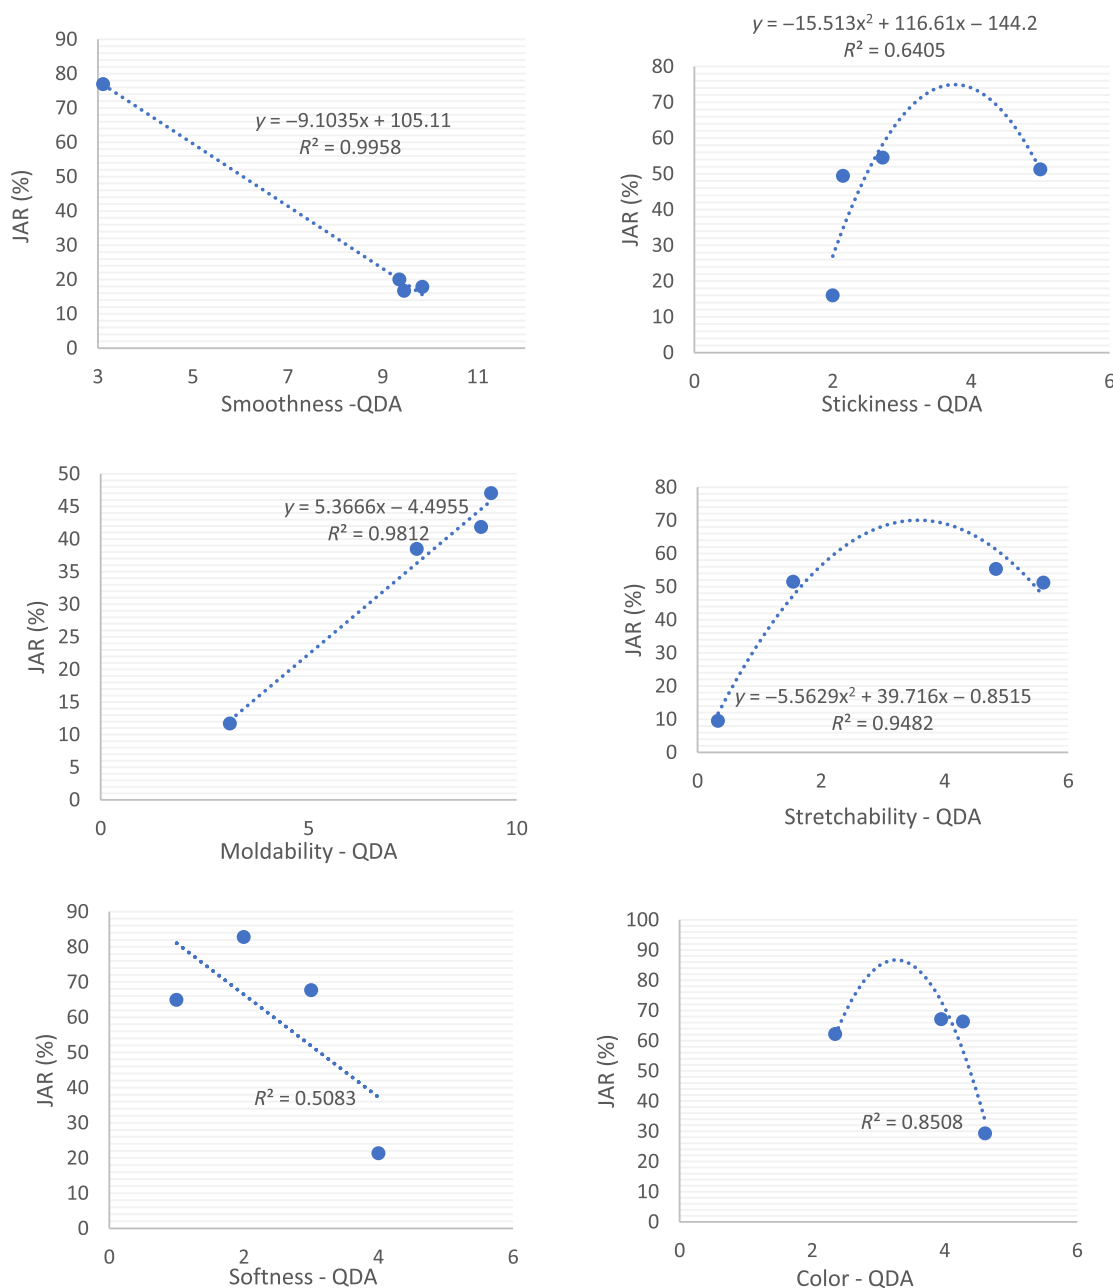 90
80
70
60
50
40
30
20
10
0
JAR (%)
y = –9.1035x + 105.11
R² = 0.9958
3 5 7 9 11
Smoothness -QDA
y = –15.513x² + 116.61x – 144.2
R² = 0.6405
80
70
60
50
40
30
20
10
0
JAR (%)
0 2 4 6
Stickiness - QDA
50
45
40
35
30
25
20
15
10
5
0
JAR (%)
y = 5.3666x – 4.4955
R² = 0.9812
0 5 10
Moldability - QDA
80
70
60
50
40
30
20
10
0
JAR (%)
y = –5.5629x² + 39.716x – 0.8515
R² = 0.9482
0 2 4 6
Stretchability - QDA
90
80
70
60
50
40
30
20
10
0
JAR (%)
R² = 0.5083
0 2 4 6
Softness - QDA
100
90
80
70
60
50
40
30
20
10
0
JAR (%)
R² = 0.8508
0 2 4 6
Color - QDA